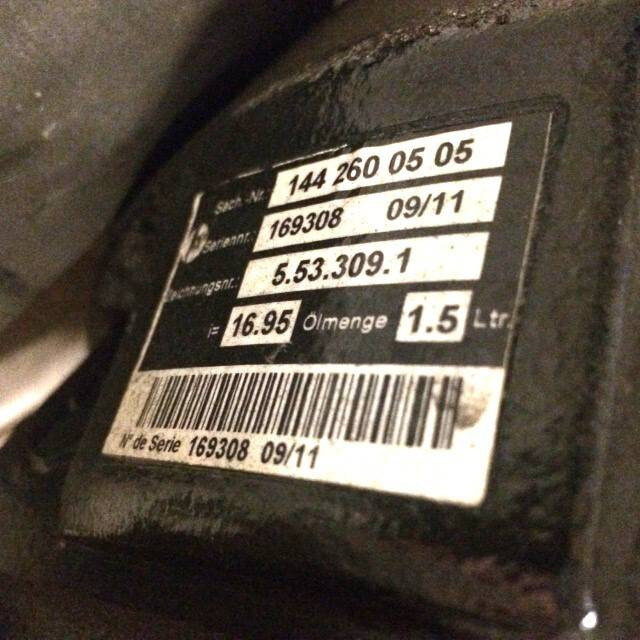 Sach.-Nr. 144 260 05 05
Seriennr. 169308 09/11
5.53.309.1
i= 16.95 Ölmenge 1.5 Ltr.
N° de Serie 169308 09/11